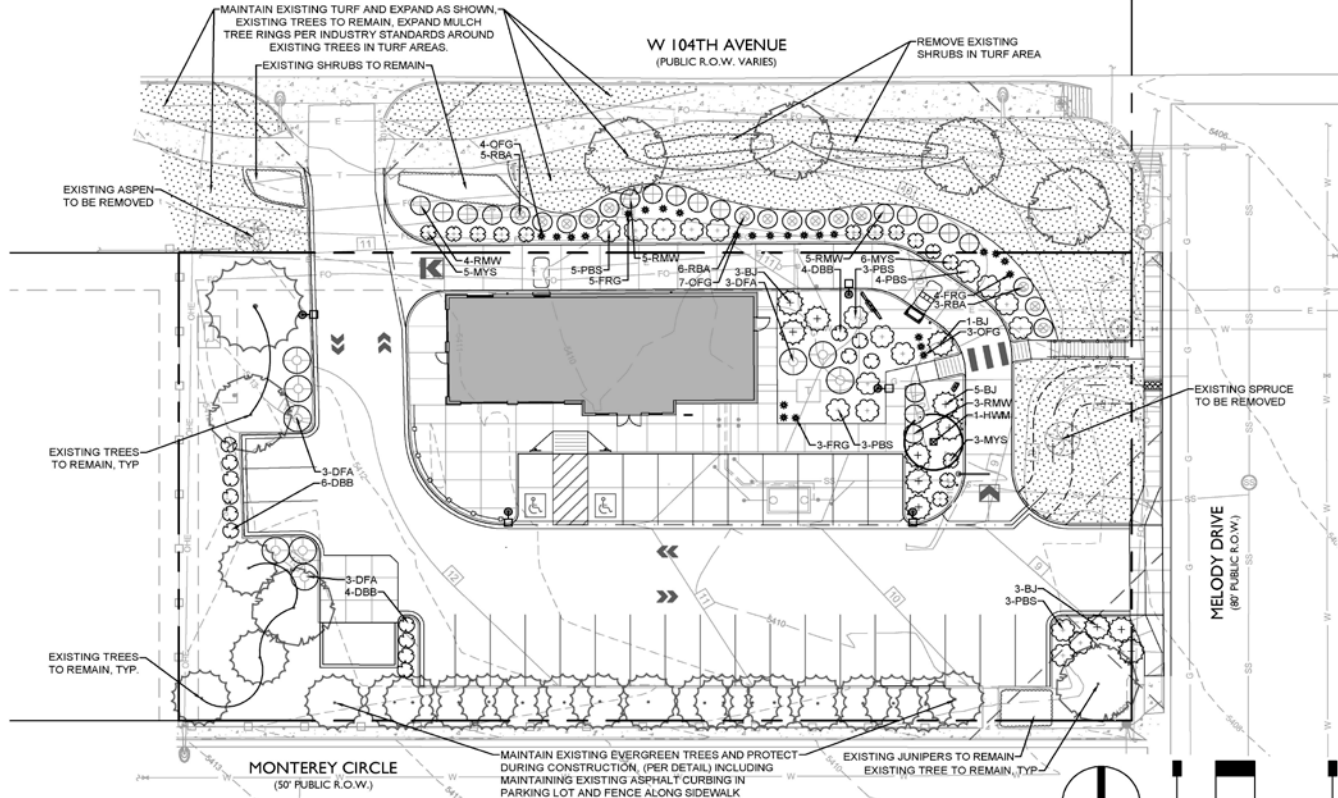 MAINTAIN EXISTING TURF AND EXPAND AS SHOWN,
EXISTING TREES TO REMAIN, EXPAND MULCH
TREE RINGS PER INDUSTRY STANDARDS AROUND
EXISTING TREES IN TURF AREAS.
EXISTING SHRUBS TO REMAIN
W 104TH AVENUE
(PUBLIC R.O.W. VARIES)
REMOVE EXISTING
SHRUBS IN TURF AREA
4-OFG
5-RBA
EXISTING ASPEN
TO BE REMOVED
11
4-RMW
5-MYS
5-PBS
5-FRG
5-RMW
6-RBA
7-OFG
3-BJ
3-DFA
5-RMW
4-DBB
6-MYS
3-PBS
4-PBS
4-FRG
3-RBA
1-BJ
3-OFG
5-BJ
3-RMW
1-HWM
3-MYS
EXISTING SPRUCE
TO BE REMOVED
3-FRG
3-PBS
EXISTING TREES
TO REMAIN, TYP
3-DFA
6-DBB
9
3-DFA
4-DBB
12
11
10
9
5410
3-BJ
3-PBS
MELODY DRIVE
(80' PUBLIC R.O.W.)
EXISTING TREES
TO REMAIN, TYP.
MONTEREY CIRCLE
(50' PUBLIC R.O.W.)
MAINTAIN EXISTING EVERGREEN TREES AND PROTECT
DURING CONSTRUCTION, (PER DETAIL) INCLUDING
MAINTAINING EXISTING ASPHALT CURBING IN
PARKING LOT AND FENCE ALONG SIDEWALK
EXISTING JUNIPERS TO REMAIN
EXISTING TREE TO REMAIN, TYP